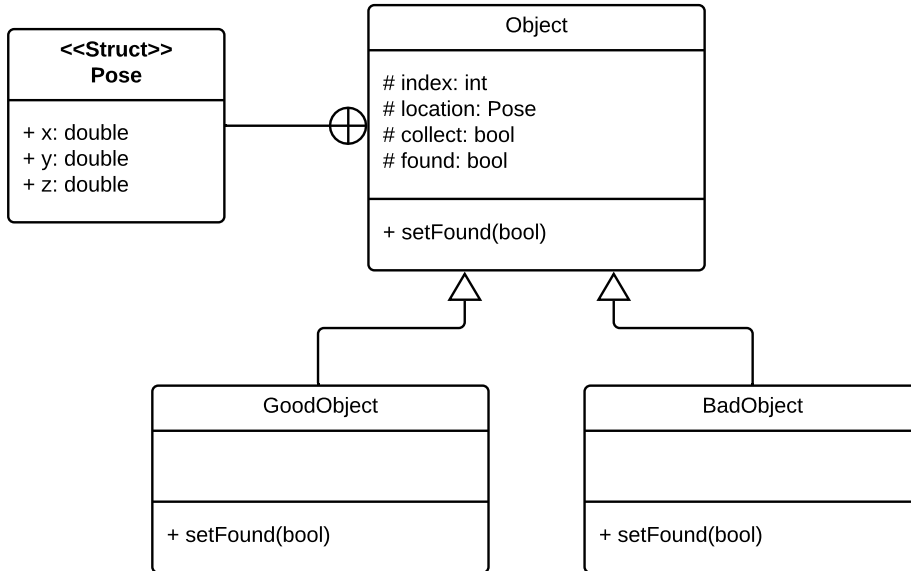 <<Struct>>
Pose
+ x: double
+ y: double
+ z: double
Object
# index: int
# location: Pose
# collect: bool
# found: bool
+ setFound(bool)
GoodObject
+ setFound(bool)
BadObject
+ setFound(bool)